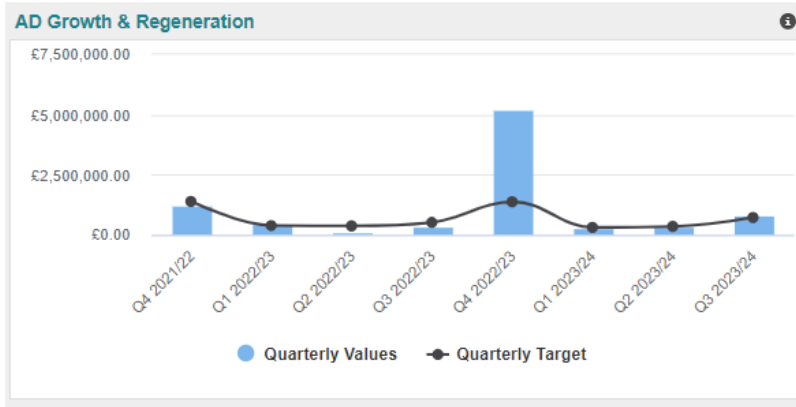 AD Growth & Regeneration
£7,500,000.00
£5,000,000.00
£2,500,000.00
£0.00
Q4 2021/22
Q1 2022/23
Q2 2022/23
Q3 2022/23
Q4 2022/23
Q1 2023/24
Q2 2023/24
Q3 2023/24
Quarterly Values
Quarterly Target